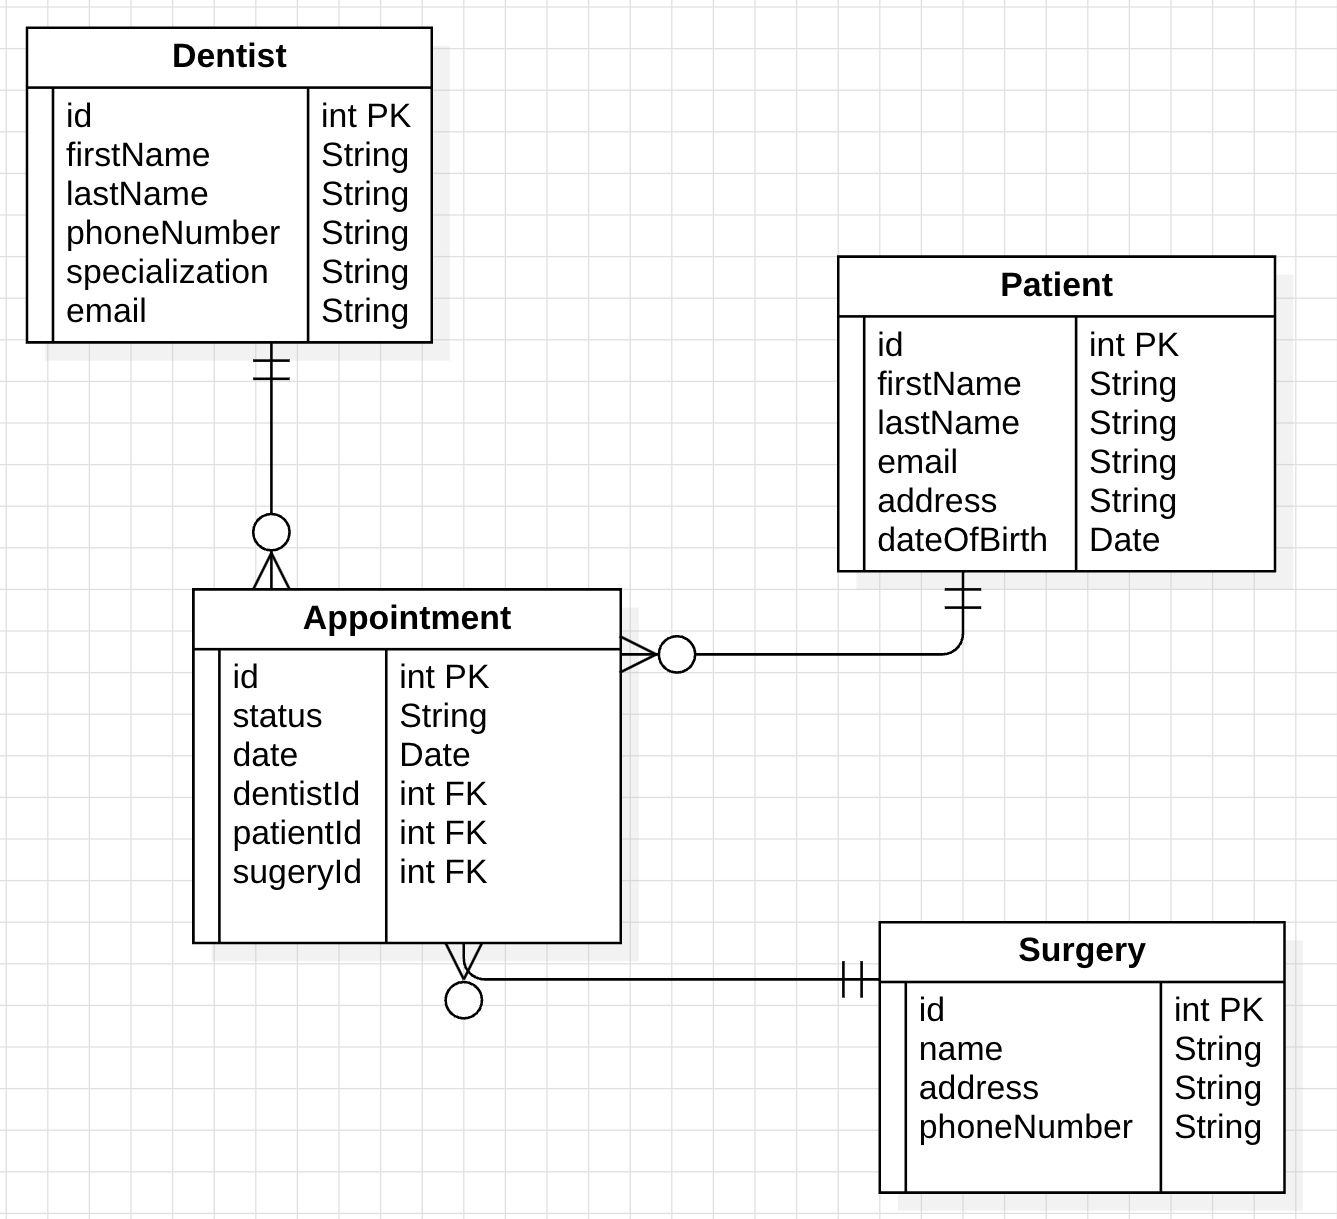 Dentist
id int PK
firstName String
lastName String
phoneNumber String
specialization String
email String
Patient
id int PK
firstName String
lastName String
email String
address String
dateOfBirth Date
Appointment
id int PK
status String
date Date
dentistId int FK
patientId int FK
sugeryId int FK
Surgery
id int PK
name String
address String
phoneNumber String